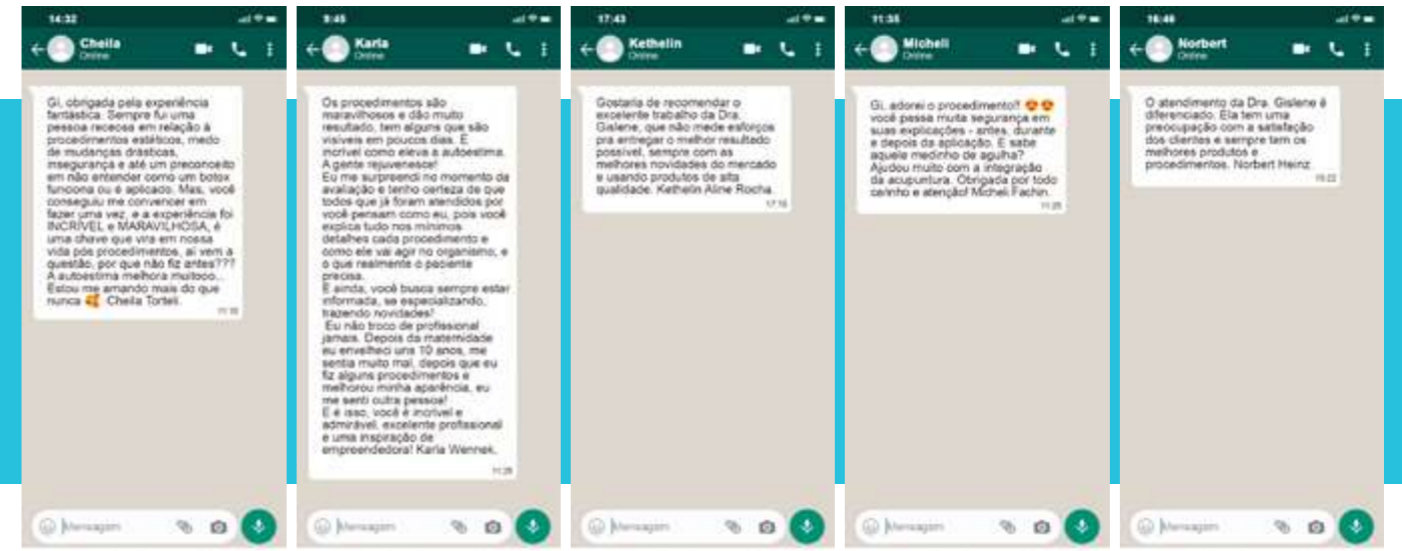 14:32
Cheila
Online
Gi, obrigada pela experiência
fantástica. Sempre fui uma
pessoa receosa em relação à
procedimentos estéticos, medo
de mudanças drásticas,
insegurança e até um preconceito
em não entender como um botox
funciona ou é aplicado. Mas, você
conseguiu me convencer em
fazer uma vez, e a experiência foi
INCRÍVEL e MARAVILHOSA, é
uma chave que vira em nossa
vida pós procedimentos, aí vem a
questão, por que não fiz antes???
A autoestima melhora muitooo...
Estou me amando mais do que
nunca 🥰 Cheila Torteli.
Mensagem
9:45
Karla
Online
Os procedimentos são
maravilhosos e dão muito
resultado, tem alguns que são
visíveis em poucos dias. E
incrível como eleva a autoestima.
A gente rejuvenesce!
Eu me surpreendi no momento da
avaliação e tenho certeza de que
todos que já foram atendidos por
você pensam como eu, pois você
explica tudo nos mínimos
detalhes cada procedimento e
como ele vai agir no organismo, e
o que realmente o paciente
precisa.
E ainda, você busca sempre estar
informada, se especializando,
trazendo novidades!
Eu não troco de profissional
jamais. Depois da maternidade
eu envelheci uns 10 anos, me
sentia muito mal, depois que eu
fiz alguns procedimentos e
melhorou minha aparência, eu
me senti outra pessoa!
E é isso, você é incrível e
admirável, excelente profissional
e uma inspiração de
empreendedora! Karla Wennek.
11:25
Mensagem
17:43
Kethelin
Online
Gostaria de recomendar o
excelente trabalho da Dra.
Gislene, que não mede esforços
pra entregar o melhor resultado
possível, sempre com as
melhores novidades do mercado
e usando produtos de alta
qualidade. Kethelin Aline Rocha.
17:16
Mensagem
11:35
Micheli
Online
Gi, adorei o procedimento!! 😍😍
você passa muita segurança em
suas explicações - antes, durante
e depois da aplicação. E sabe
aquele medinho de agulha?
Ajudou muito com a integração
da acupuntura. Obrigada por todo
carinho e atenção! Micheli Fachin.
11:25
Mensagem
16:46
Norbert
Online
O atendimento da Dra. Gislene é
diferenciado. Ela tem uma
preocupação com a satisfação
dos clientes e sempre tem os
melhores produtos e
procedimentos. Norbert Heinz.
Mensagem